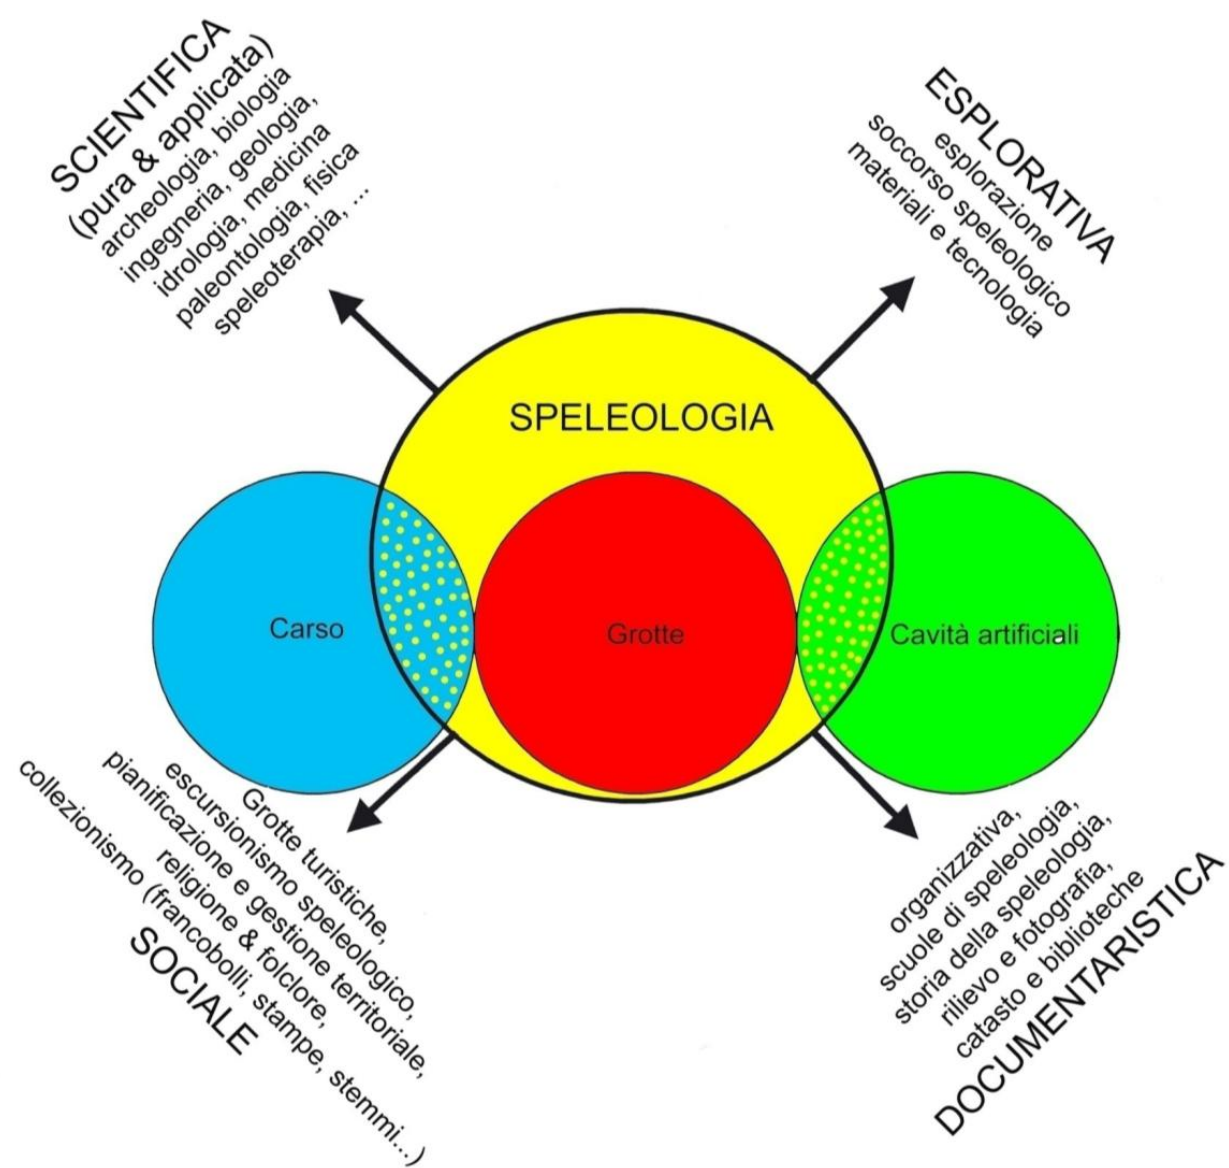 SCIENTIFICA
(pura & applicata)
archeologia, biologia
ingegneria, geologia,
idrologia, medicina
paleontologia, fisica
speleoterapia, ...
ESPLORATIVA
esplorazione
soccorso speleologico
materiali e tecnologia
SPELEOLOGIA
Carso
Grotte
Cavità artificiali
Grotte turistiche,
escursionismo speleologico,
pianificazione e gestione territoriale,
religione & folclore,
collezionismo (francobolli, stampe, stemmi...)
SOCIALE
organizzativa,
scuole di speleologia,
storia della speleologia,
rilievo e fotografia,
catasto e biblioteche
DOCUMENTARISTICA